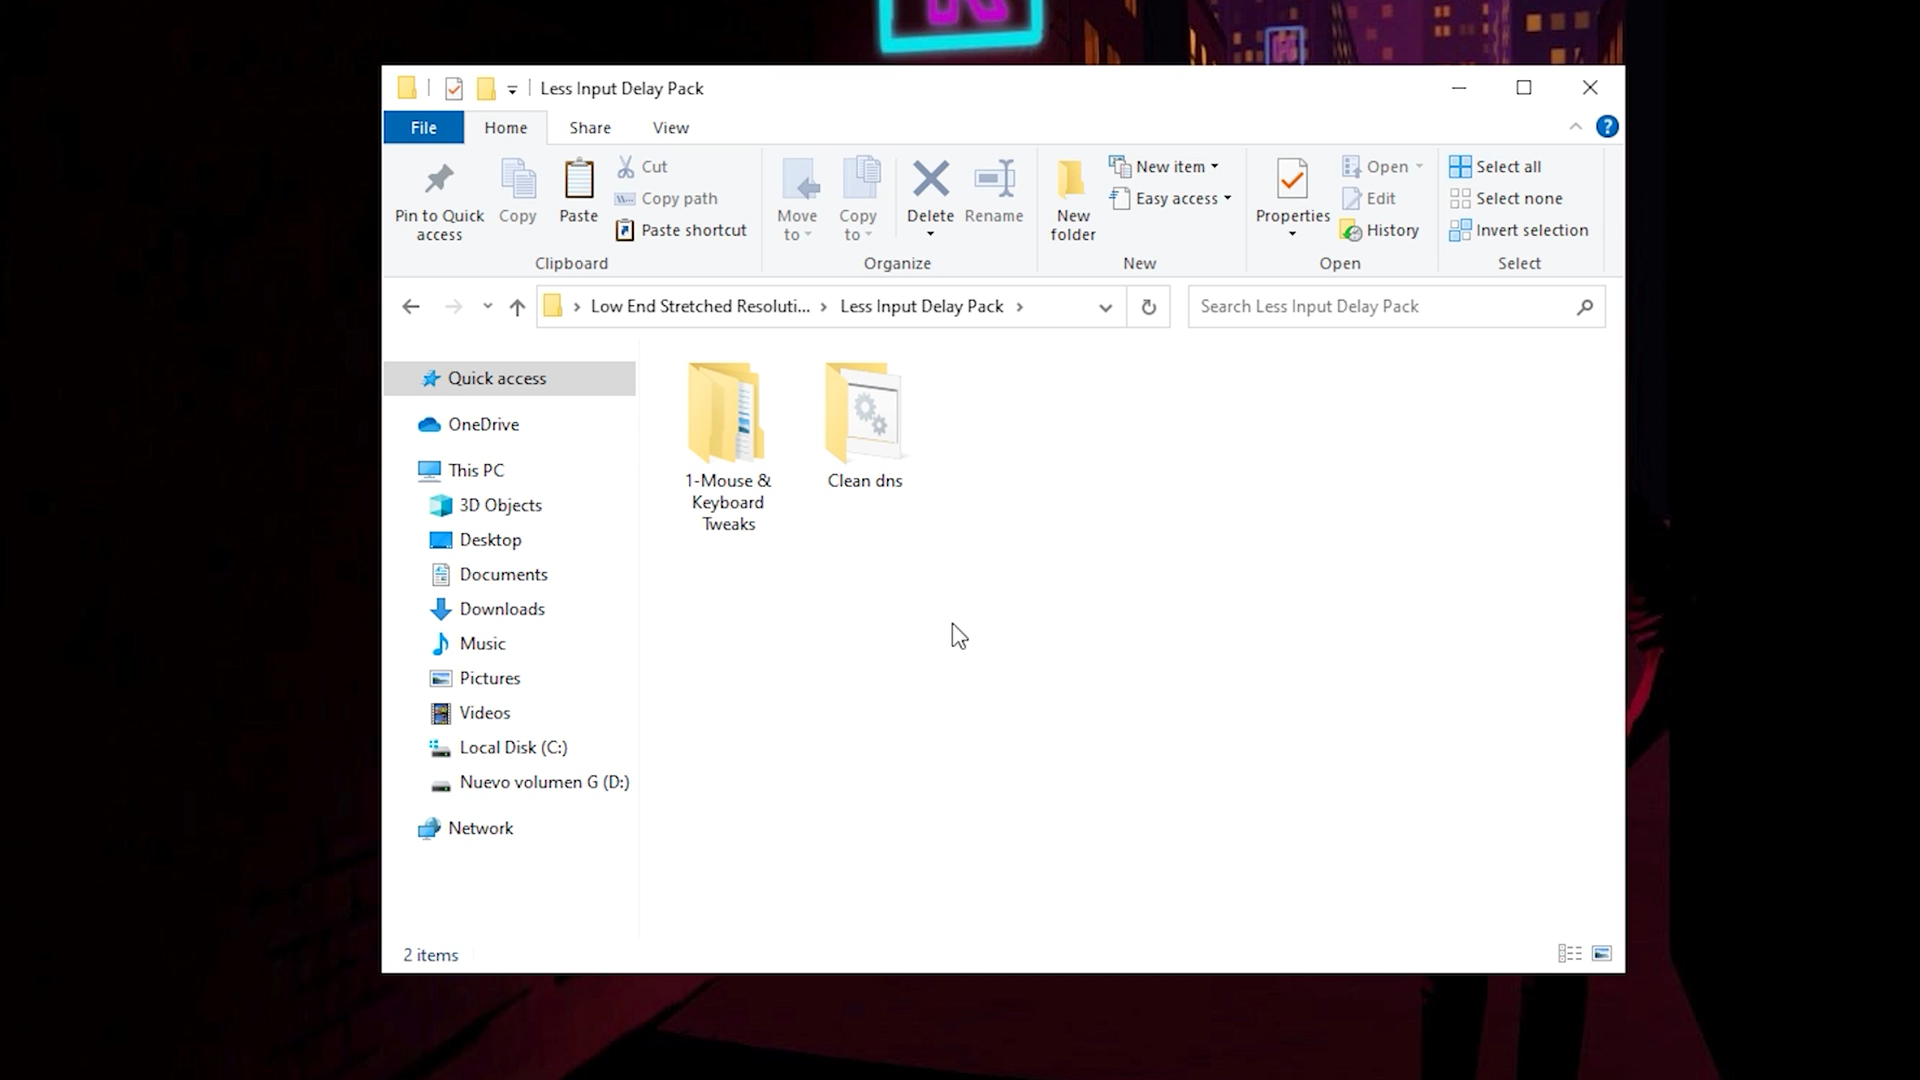 Less Input Delay Pack
File
Home
Share
View
Pin to Quick
access
Copy
Paste
Cut
Copy path
Paste shortcut
Clipboard
Move
to
Copy
to
Delete
Rename
Organize
New
folder
New item
Easy access
New
Properties
Open
Edit
History
Open
Select all
Select none
Invert selection
Select
Low End Stretched Resoluti...
Less Input Delay Pack
Search Less Input Delay Pack
Quick access
OneDrive
This PC
3D Objects
Desktop
Documents
Downloads
Music
Pictures
Videos
Local Disk (C:)
Nuevo volumen G (D:)
Network
1-Mouse &
Keyboard
Tweaks
Clean dns
2 items